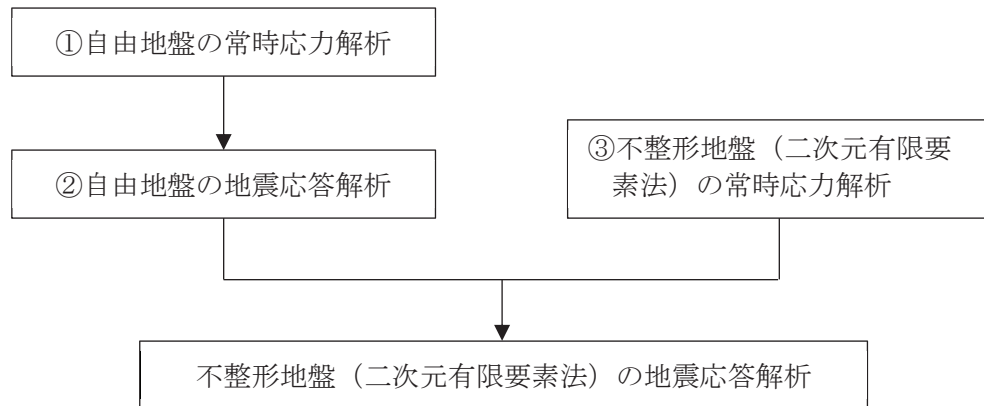 ①自由地盤の常時応力解析
②自由地盤の地震応答解析
③不整形地盤（二次元有限要
素法）の常時応力解析
不整形地盤（二次元有限要素法）の地震応答解析